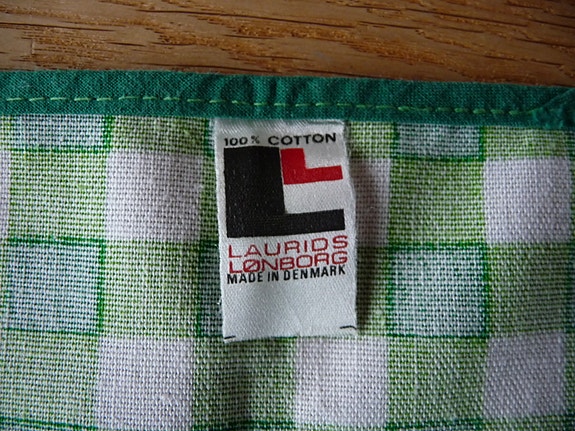 100% COTTON
LAURIDS
LØNBORG
MADE IN DENMARK